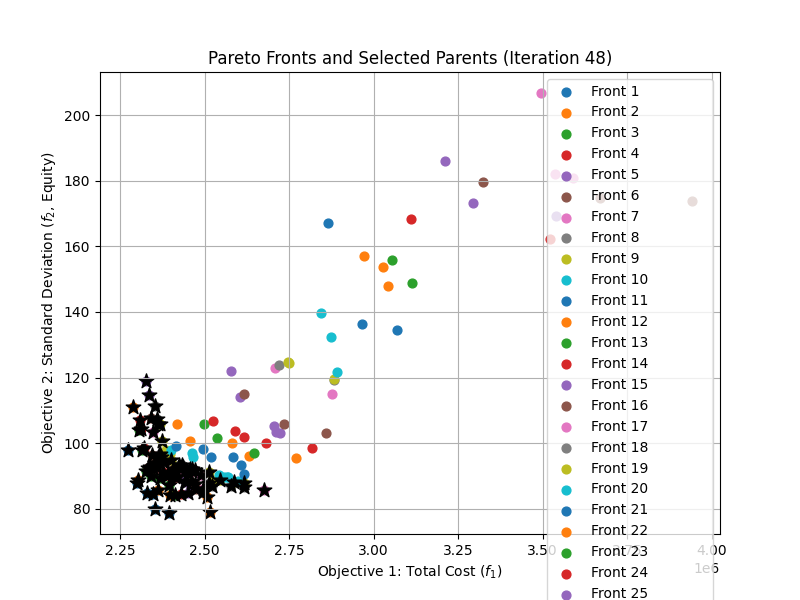 Pareto Fronts and Selected Parents (Iteration 48)
Objective 2: Standard Deviation (f₂, Equity)
200
180
160
140
120
100
80
2.25
2.50
2.75
3.00
3.25
3.50
3.75
4.00
1e6
Objective 1: Total Cost (f₁)
Front 1
Front 2
Front 3
Front 4
Front 5
Front 6
Front 7
Front 8
Front 9
Front 10
Front 11
Front 12
Front 13
Front 14
Front 15
Front 16
Front 17
Front 18
Front 19
Front 20
Front 21
Front 22
Front 23
Front 24
Front 25